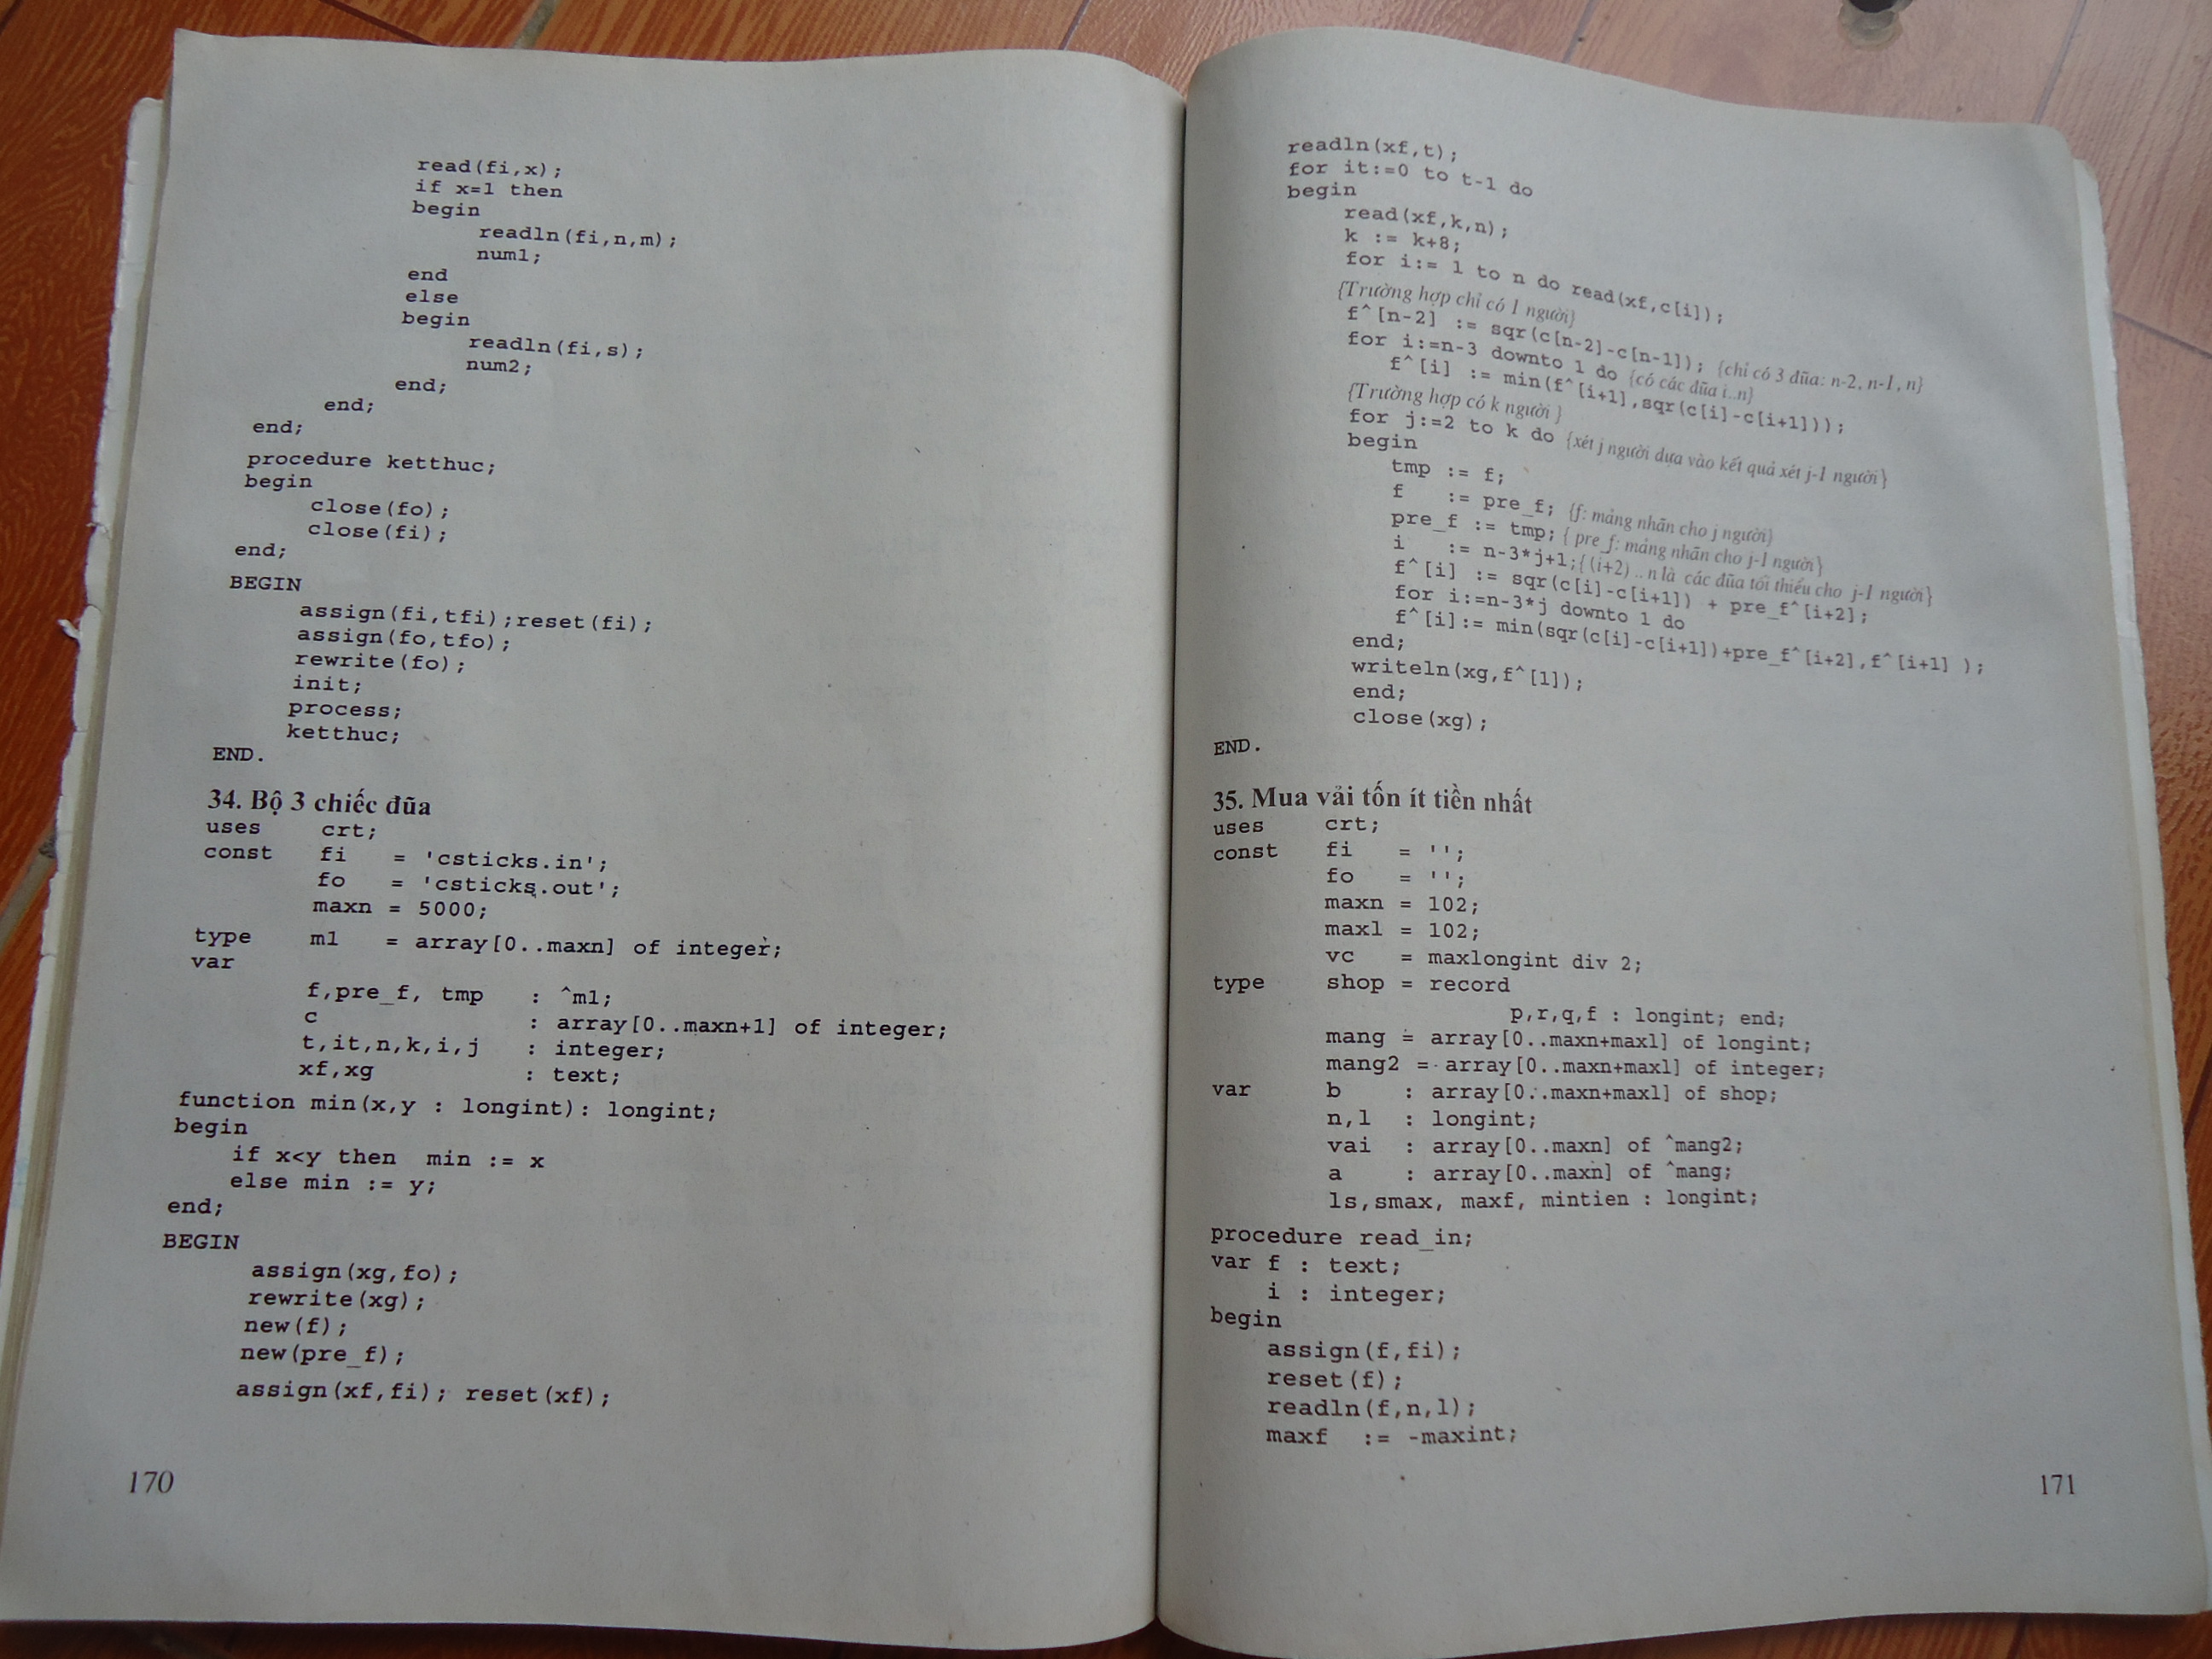 read(fi,x);
if x=1 then
begin
readln(fi,n,m);
num1;
end
else
begin
readln(fi,s);
num2;
end;
end;
end;
procedure ketthuc;
begin
close(fo);
close(fi);
end;
BEGIN
assign(fi,tfi);reset(fi);
assign(fo,tfo);
rewrite(fo);
init;
process;
ketthuc;
END.
34. Bộ 3 chiếc đũa
uses crt;
const fi = 'csticks.in';
fo = 'csticks.out';
maxn = 5000;
type m1 = array[0..maxn] of integer;
var
f,pre_f, tmp : ^m1;
c : array[0..maxn+1] of integer;
t,it,n,k,i,j : integer;
xf,xg : text;
function min(x,y : longint): longint;
begin
if x<y then min := x
else min := y;
end;
BEGIN
assign(xg,fo);
rewrite(xg);
new(f);
new(pre_f);
assign(xf,fi); reset(xf);
170
readln(xf,t);
for it:=0 to t-1 do
begin
read(xf,k,n);
k := k+8;
for i:= 1 to n do read(xf,c[i]);
{Trường hợp chỉ có 1 người}
f^[n-2] := sqr(c[n-2]-c[n-1]); {chỉ có 3 đũa: n-2, n-1, n}
for i:=n-3 downto 1 do {có các đũa i..n}
f^[i] := min(f^[i+1],sqr(c[i]-c[i+1]));
{Trường hợp có k người }
for j:=2 to k do {xét j người dựa vào kết quả xét j-1 người}
begin
tmp := f;
f := pre_f; {f: mảng nhãn cho j người}
pre_f := tmp; { pre_f: mảng nhãn cho j-1 người}
i := n-3*j+1;{(i+2) .. n là các đũa tối thiểu cho j-1 người}
f^[i] := sqr(c[i]-c[i+1]) + pre_f^[i+2];
for i:=n-3*j downto 1 do
f^[i]:= min(sqr(c[i]-c[i+1])+pre_f^[i+2],f^[i+1] );
end;
writeln(xg,f^[1]);
end;
close(xg);
END.
35. Mua vải tốn ít tiền nhất
uses crt;
const fi = '';
fo = '';
maxn = 102;
maxl = 102;
vc = maxlongint div 2;
type shop = record
p,r,q,f : longint; end;
mang = array[0..maxn+maxl] of longint;
mang2 = array[0..maxn+maxl] of integer;
var b : array[0..maxn+maxl] of shop;
n,l : longint;
vai : array[0..maxn] of ^mang2;
a : array[0..maxn] of ^mang;
ls,smax, maxf, mintien : longint;
procedure read_in;
var f : text;
i : integer;
begin
assign(f,fi);
reset(f);
readln(f,n,l);
maxf := -maxint;
171